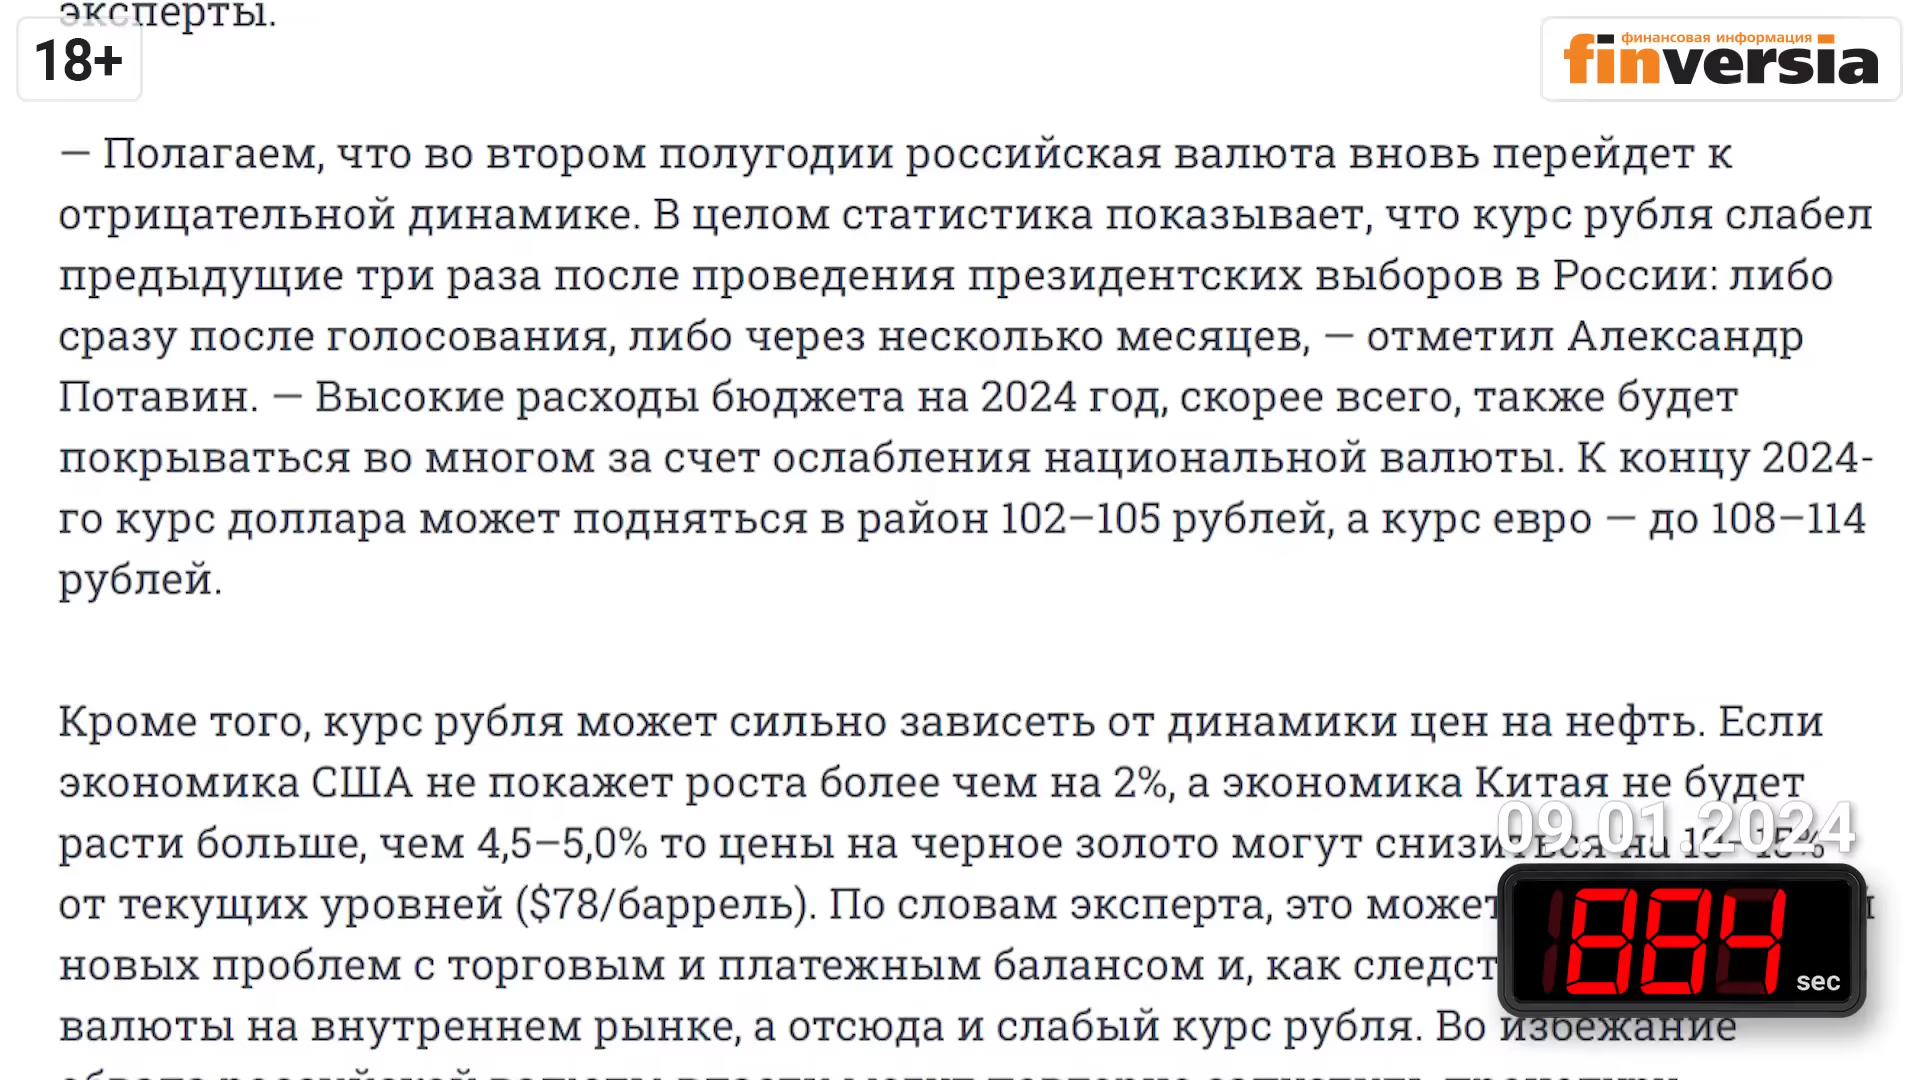 эксперты.
18+
финансовая информация
finversia
— Полагаем, что во втором полугодии российская валюта вновь перейдет к
отрицательной динамике. В целом статистика показывает, что курс рубля слабел
предыдущие три раза после проведения президентских выборов в России: либо
сразу после голосования, либо через несколько месяцев, — отметил Александр
Потавин. — Высокие расходы бюджета на 2024 год, скорее всего, также будет
покрываться во многом за счет ослабления национальной валюты. К концу 2024-
го курс доллара может подняться в район 102–105 рублей, а курс евро — до 108–114
рублей.
Кроме того, курс рубля может сильно зависеть от динамики цен на нефть. Если
экономика США не покажет роста более чем на 2%, а экономика Китая не будет
расти больше, чем 4,5–5,0% то цены на черное золото могут снизиться на 10–15%
от текущих уровней ($78/баррель). По словам эксперта, это может
новых проблем с торговым и платежным балансом и, как следст
валюты на внутреннем рынке, а отсюда и слабый курс рубля. Во избежание
09.01.2024
884 sec